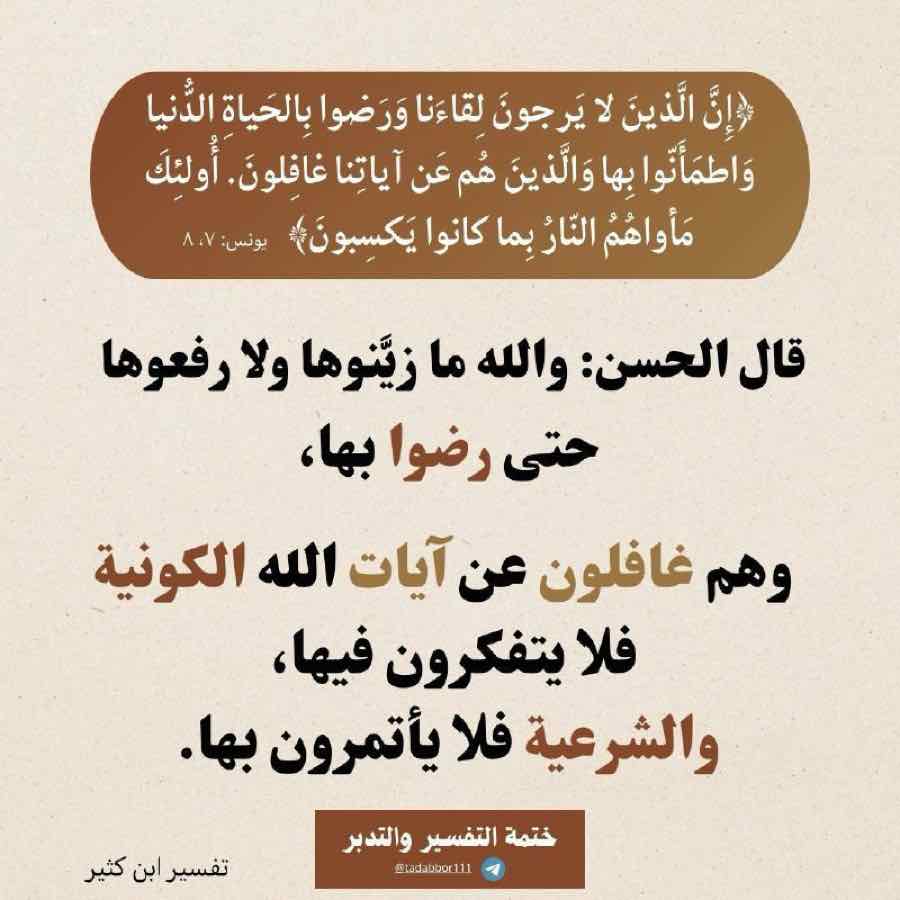 ﴿إِنَّ الَّذينَ لا يَرجونَ لِقاءَنا وَرَضوا بِالحَياةِ الدُّنيا
وَاطمَأَنّوا بِها وَالَّذينَ هُم عَن آياتِنا غافِلونَ. أُولئِكَ
مَأواهُمُ النّارُ بِما كانوا يَكسِبونَ﴾ يونس: ٧، ٨
قال الحسن: والله ما زيَّنوها ولا رفعوها
حتى رضوا بها،
وهم غافلون عن آيات الله الكونية
فلا يتفكرون فيها،
والشرعية فلا يأتمرون بها.
ختمة التفسير والتدبر
@tadabbor111
تفسير ابن كثير